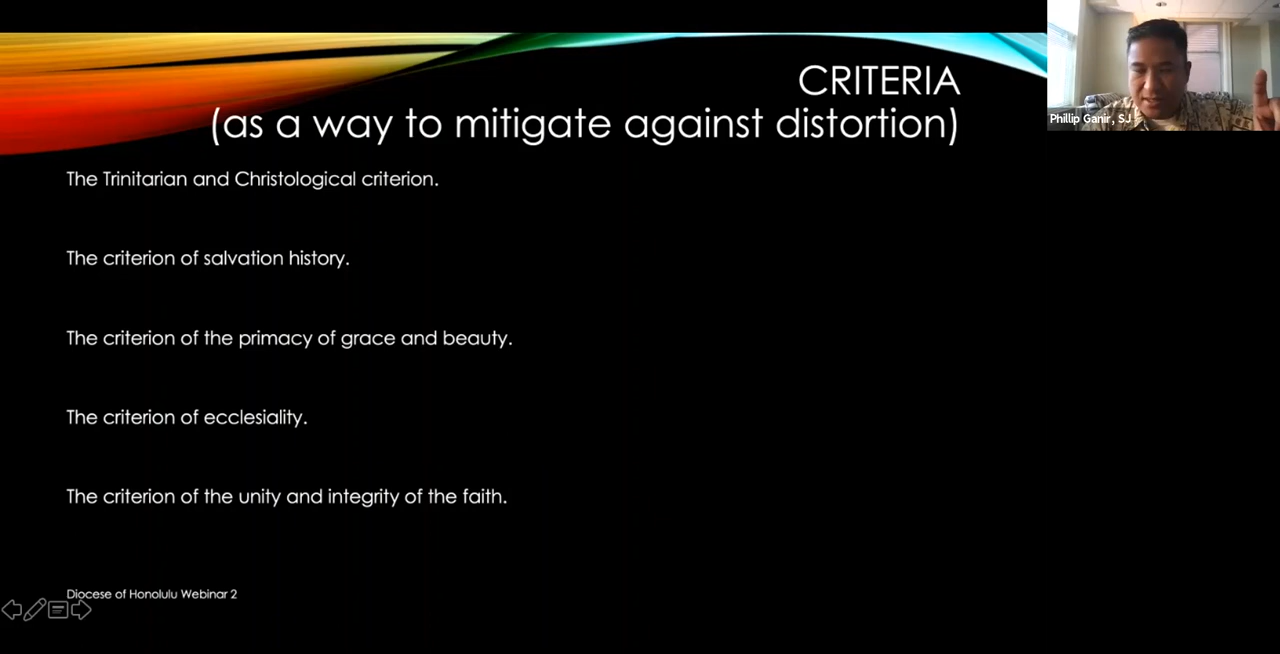 CRITERIA
(as a way to mitigate against distortion)
Phillip Ganir, SJ
The Trinitarian and Christological criterion.
The criterion of salvation history.
The criterion of the primacy of grace and beauty.
The criterion of ecclesiality.
The criterion of the unity and integrity of the faith.
Diocese of Honolulu Webinar 2